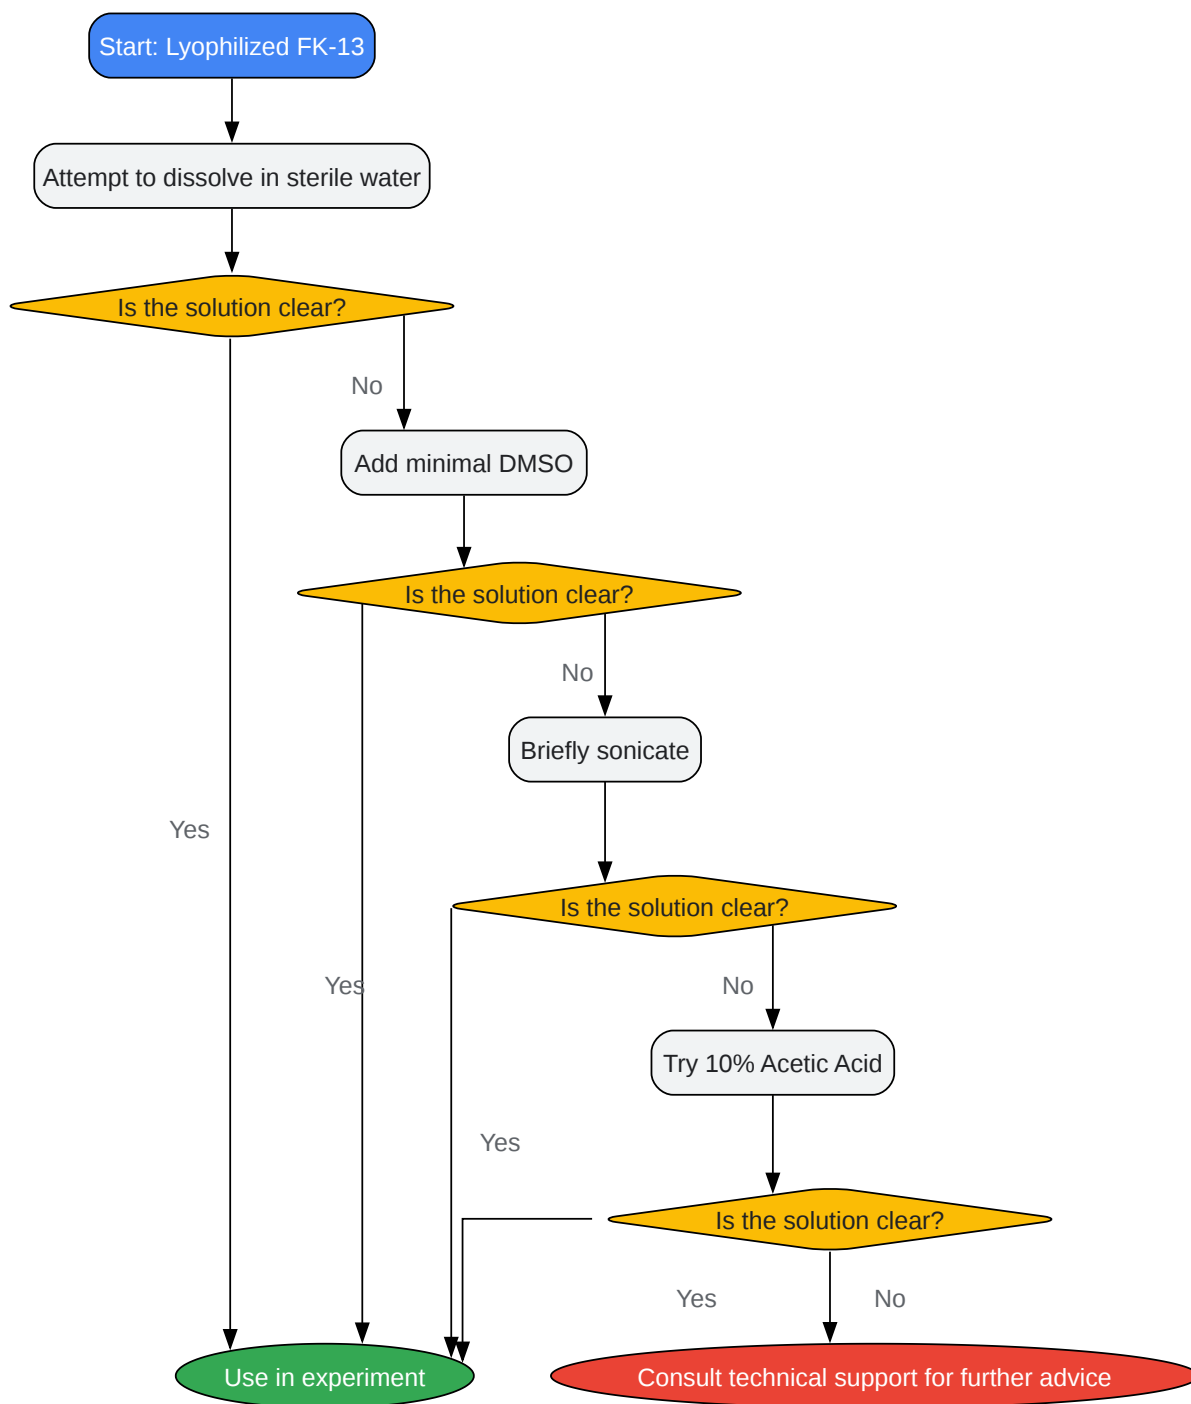 Start: Lyophilized FK-13
Attempt to dissolve in sterile water
Is the solution clear?
No
Add minimal DMSO
Is the solution clear?
No
Briefly sonicate
Yes
Is the solution clear?
Yes
No
Try 10% Acetic Acid
Yes
Is the solution clear?
Yes
No
Use in experiment
Consult technical support for further advice